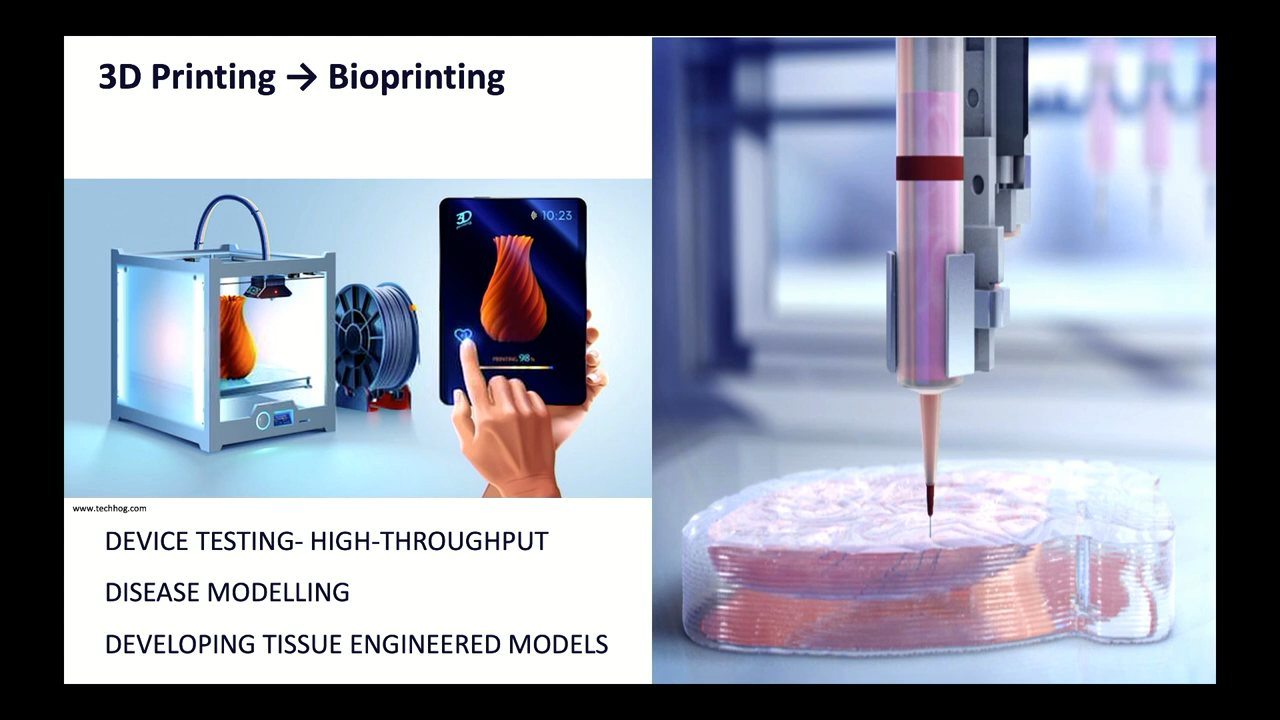 3D Printing → Bioprinting
3D
10:23
PRINTING 98 %
www.techhog.com
DEVICE TESTING- HIGH-THROUGHPUT
DISEASE MODELLING
DEVELOPING TISSUE ENGINEERED MODELS